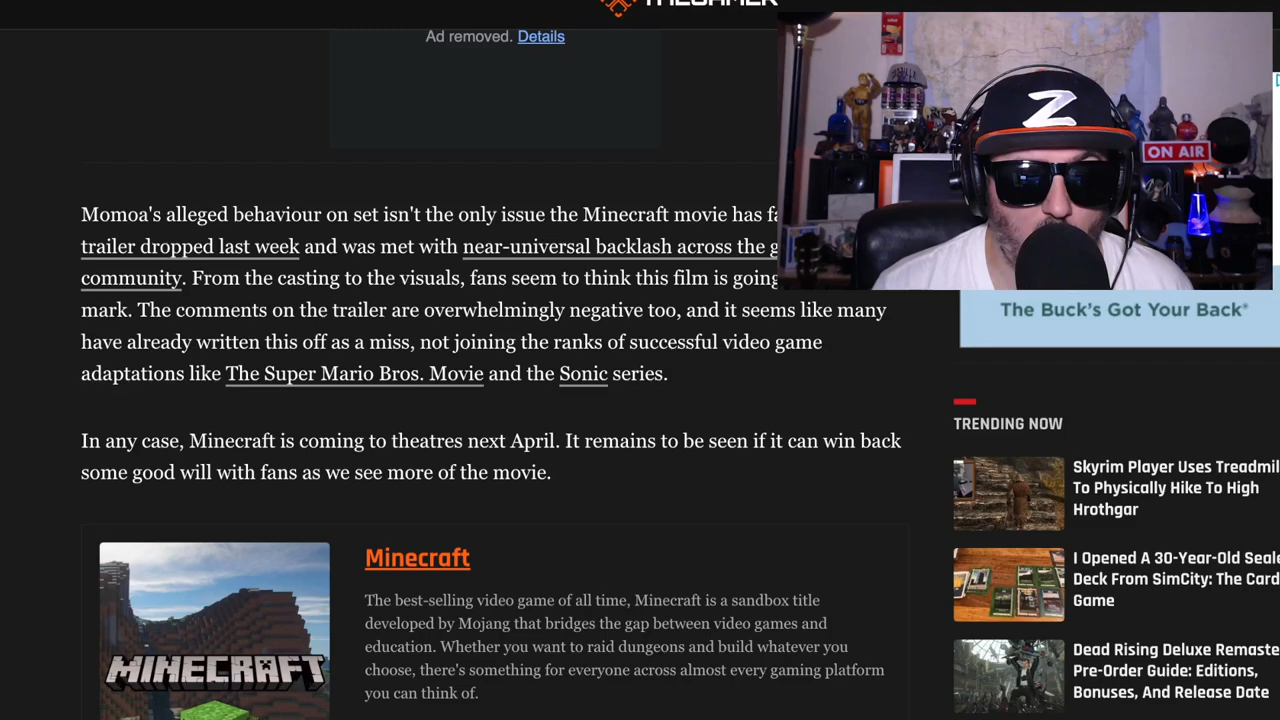 THEGAMER
Ad removed. Details
Z
ON AIR
Momoa's alleged behaviour on set isn't the only issue the Minecraft movie has
trailer dropped last week and was met with near-universal backlash across the
community. From the casting to the visuals, fans seem to think this film is going
mark. The comments on the trailer are overwhelmingly negative too, and it seems like many
have already written this off as a miss, not joining the ranks of successful video game
adaptations like The Super Mario Bros. Movie and the Sonic series.
In any case, Minecraft is coming to theatres next April. It remains to be seen if it can win back
some good will with fans as we see more of the movie.
MINECRAFT
Minecraft
The best-selling video game of all time, Minecraft is a sandbox title
developed by Mojang that bridges the gap between video games and
education. Whether you want to raid dungeons and build whatever you
choose, there's something for everyone across almost every gaming platform
you can think of.
The Buck's Got Your Back*
TRENDING NOW
Skyrim Player Uses Treadmil
To Physically Hike To High
Hrothgar
I Opened A 30-Year-Old Seale
Deck From SimCity: The Card
Game
Dead Rising Deluxe Remaste
Pre-Order Guide: Editions,
Bonuses, And Release Date